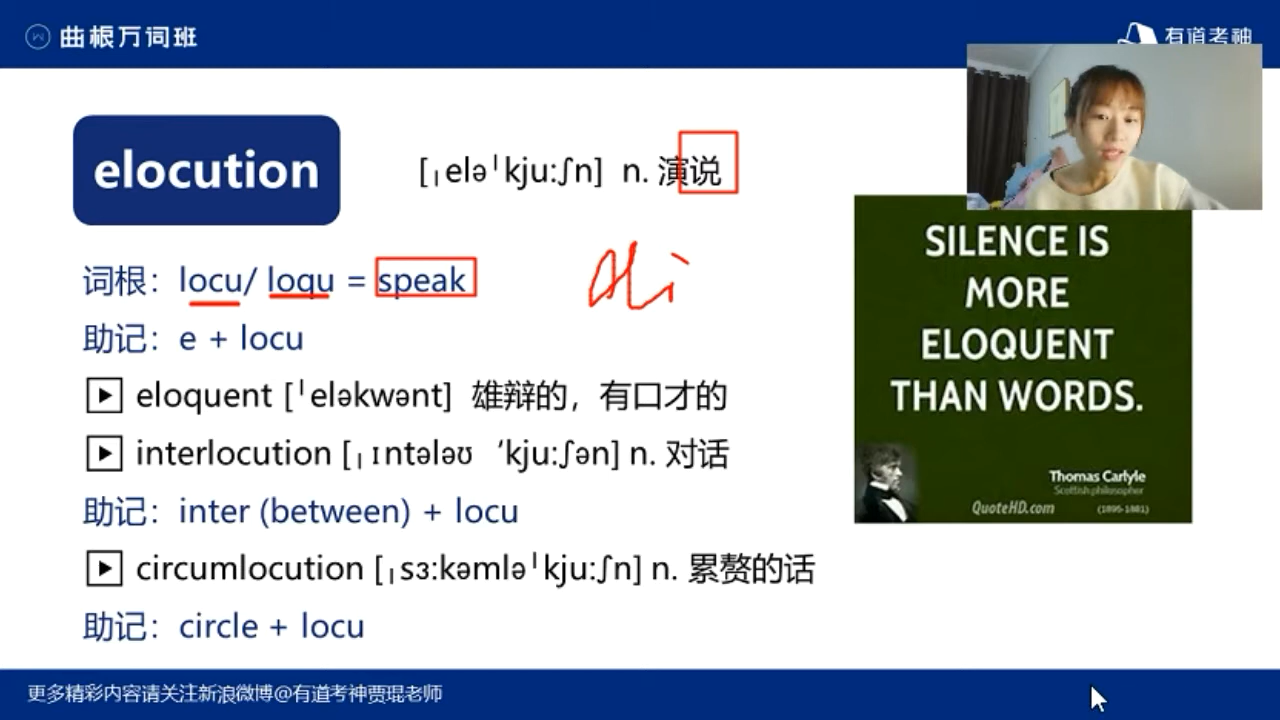 曲根万词班
有道考神
elocution
[ˌeləˈkju:ʃn] n. 演说
词根：locu/ loqu = speak
助记：e + locu
eloquent [ˈeləkwənt] 雄辩的，有口才的
interlocution [ˌɪntələʊ ‘kju:ʃən] n. 对话
助记：inter (between) + locu
circumlocution [ˌsɜ:kəmləˈkju:ʃn] n. 累赘的话
助记：circle + locu
SILENCE IS
MORE
ELOQUENT
THAN WORDS.
Thomas Carlyle
Scottish philosopher
QuoteHD.com
更多精彩内容请关注新浪微博@有道考神贾琨老师